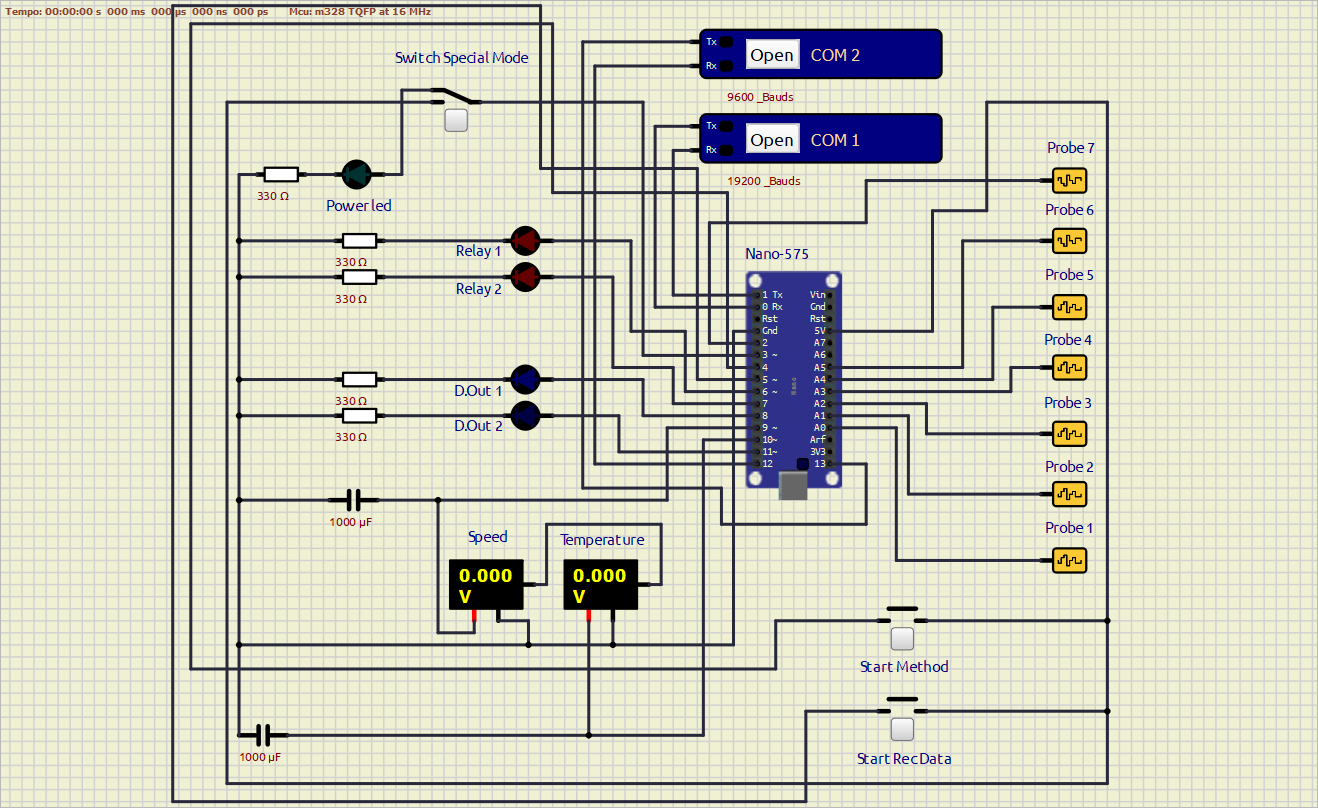 Tempo: 00:00:00 s 000 ms 000 µs 000 ns 000 ps Mcu: m328 TQFP at 16 MHz
Switch Special Mode
Tx
Rx
Open
COM 2
9600 _Bauds
Tx
Rx
Open
COM 1
19200 _Bauds
330 Ω
Power led
Relay 1
330 Ω
Relay 2
330 Ω
D.Out 1
330 Ω
D.Out 2
330 Ω
1000 µF
Speed
0.000
V
Temperature
0.000
V
1000 µF
Nano-575
1 Tx Vin
0 Rx Gnd
Rst Rst
Gnd 5V
2 A7
3 ~ A6
4 A5
5 ~ A4
6 ~ A3
7 A2
8 A1
9 ~ A0
10~ Arf
11~ 3V3
12 13
Nano
Probe 7
Probe 6
Probe 5
Probe 4
Probe 3
Probe 2
Probe 1
Start Method
Start RecData